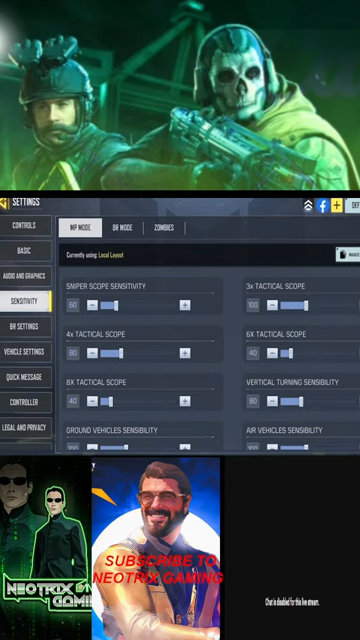 SETTINGS
DEF
CONTROLS
MP MODE
BR MODE
ZOMBIES
BASIC
Currently using: Local Layout
AUDIO AND GRAPHICS
SENSITIVITY
SNIPER SCOPE SENSITIVITY
3x TACTICAL SCOPE
60
100
BR SETTINGS
4x TACTICAL SCOPE
6X TACTICAL SCOPE
80
40
VEHICLE SETTINGS
QUICK MESSAGE
8X TACTICAL SCOPE
VERTICAL TURNING SENSIBILITY
40
80
CONTROLLER
LEGAL AND PRIVACY
GROUND VEHICLES SENSIBILITY
AIR VEHICLES SENSIBILITY
100
100
SUBSCRIBE TO
NEOTRIX GAMING
NEOTRIX
Chat is disabled for this live stream.